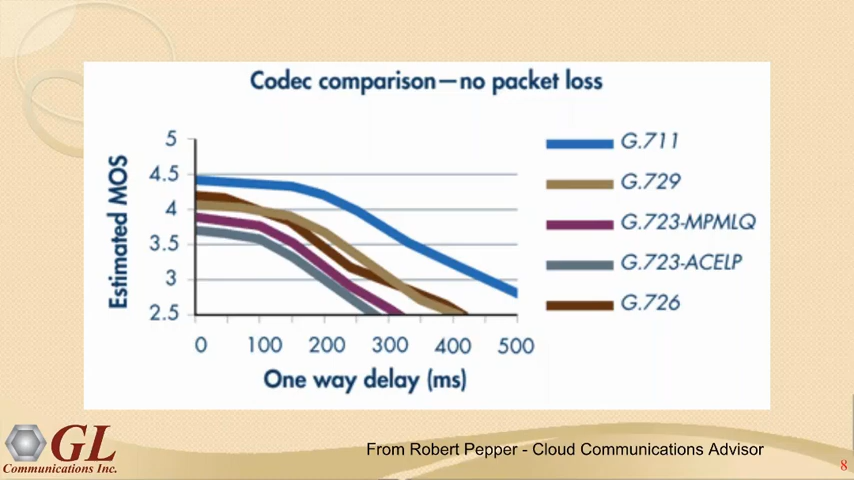 Codec comparison—no packet loss
Estimated MOS
5
4.5
4
3.5
3
2.5
0 100 200 300 400 500
One way delay (ms)
G.711
G.729
G.723-MPMLQ
G.723-ACELP
G.726
GL
Communications Inc.
From Robert Pepper - Cloud Communications Advisor
8